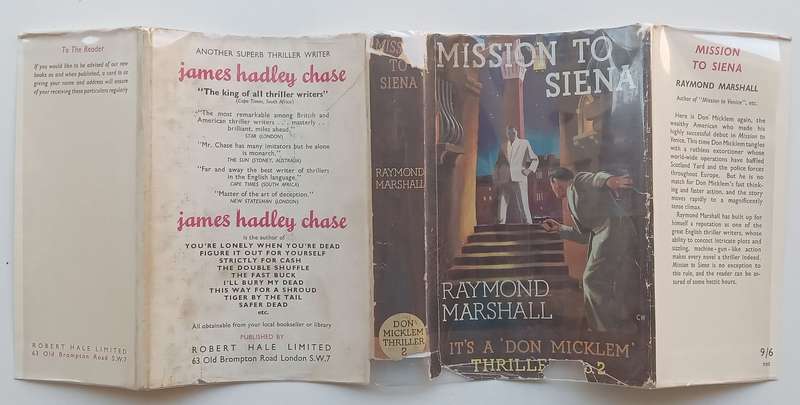 To The Reader
If you would like to be advised of our new
books as and when published, a card to us
giving your name and address will ensure
of your receiving these particulars regularly
ROBERT HALE LIMITED
63 Old Brompton Road S.W.7
ANOTHER SUPERB THRILLER WRITER
james hadley chase
"The king of all thriller writers"
(Cape Times, South Africa)
"The most remarkable among British and
American thriller writers . . . masterly . .
brilliant, miles ahead."
STAR (LONDON)
"Mr. Chase has many imitators but he alone
is monarch."
THE SUN (SYDNEY, AUSTRALIA)
"Far and away the best writer of thrillers
in the English language."
CAPE TIMES (SOUTH AFRICA)
"Master of the art of deception."
NEW STATESMAN (LONDON)
james hadley chase
is the author of
YOU'RE LONELY WHEN YOU'RE DEAD
FIGURE IT OUT FOR YOURSELF
STRICTLY FOR CASH
THE DOUBLE SHUFFLE
THE FAST BUCK
I'LL BURY MY DEAD
THIS WAY FOR A SHROUD
TIGER BY THE TAIL
SAFER DEAD
etc.
All obtainable from your local bookseller or library
PUBLISHED BY
ROBERT HALE LIMITED
63 Old Brompton Road London S.W.7
MISSION
TO
SIENA
RAYMOND
MARSHALL
DON
MICKLEM
THRILLER
2
MISSION TO
SIENA
RAYMOND
MARSHALL
CW
IT'S A 'DON MICKLEM'
THRILLER 2
MISSION
TO SIENA
RAYMOND MARSHALL
Author of "Mission to Venice", etc.
Here is Don Micklem again, the
wealthy American who made his
highly successful debut in Mission to
Venice. This time Don Micklem tangles
with a ruthless extortioner whose
world-wide operations have baffled
Scotland Yard and the police forces
throughout Europe. But he is no
match for Don Micklem's fast think-
ing and faster action, and the story
moves rapidly to a magnificently
tense climax.
Raymond Marshall has built up for
himself a reputation as one of the
great English thriller writers, whose
ability to concoct intricate plots and
sizzling, machine-gun-like action
makes every novel a thriller indeed.
Mission to Siena is no exception to
this rule, and the reader can be as-
sured of some hectic hours.
9/6
net